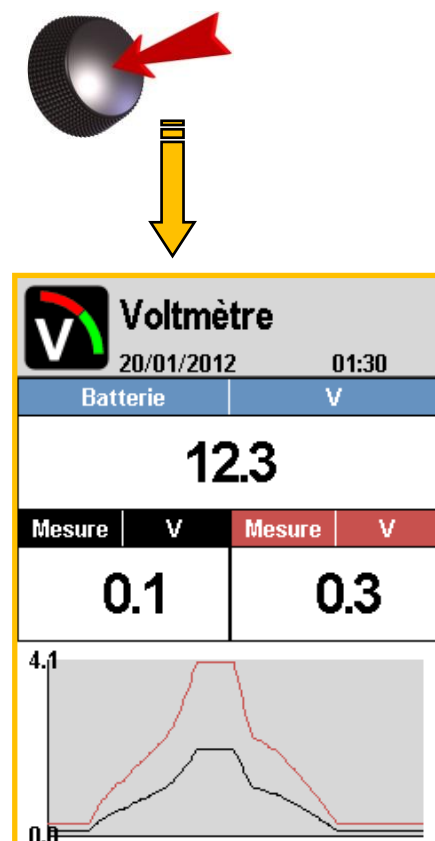 V
Voltmètre
20/01/2012 01:30
Batterie V
12.3
Mesure V Mesure V
0.1 0.3
4.1
0.0